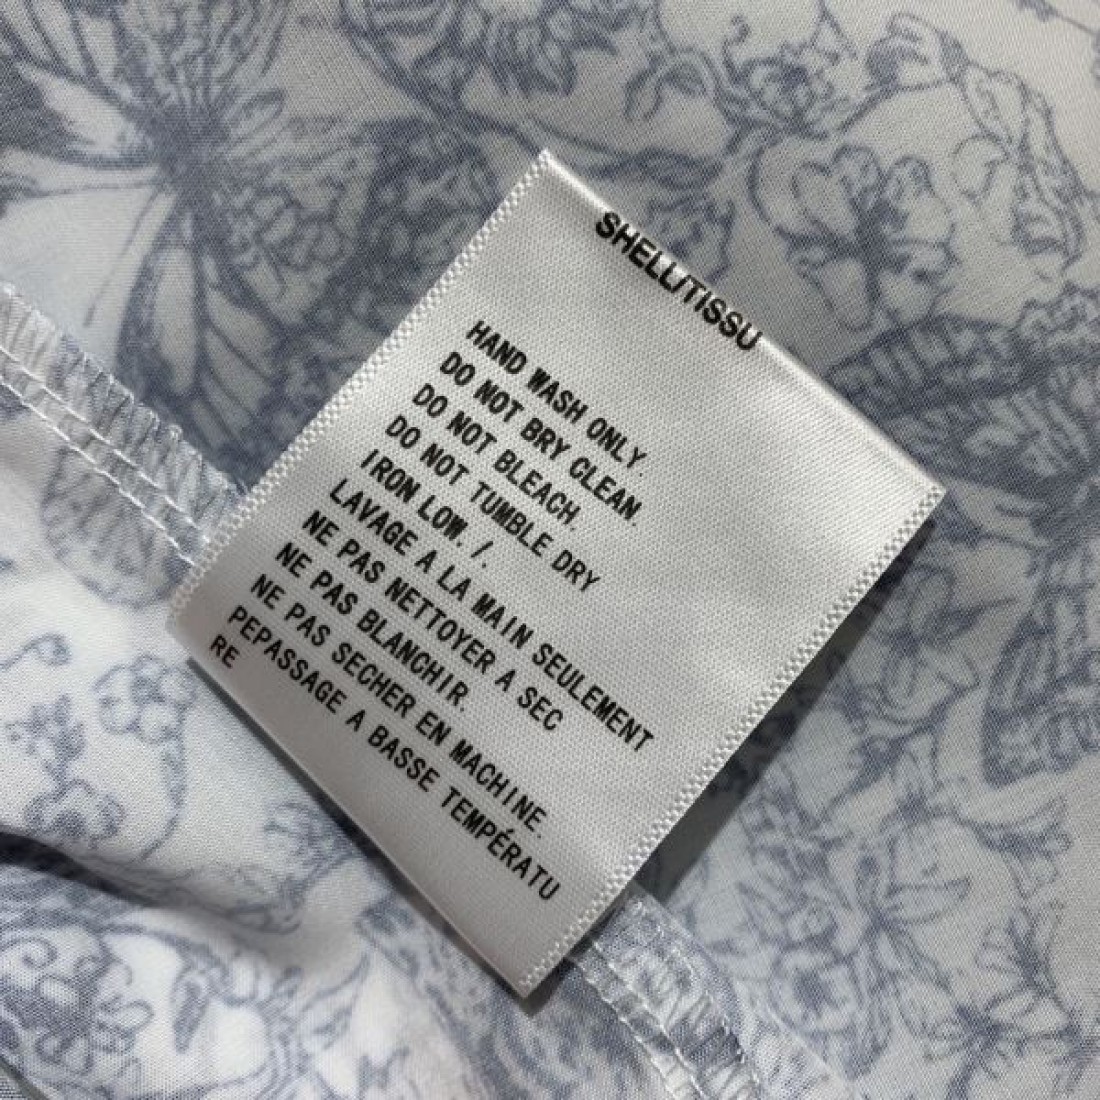 SHELL/TISSU
HAND WASH ONLY.
DO NOT BRY CLEAN.
DO NOT BLEACH.
DO NOT TUMBLE DRY
IRON LOW. /.
LAVAGE A LA MAIN SEULEMENT
NE PAS NETTOYER A SEC
NE PAS BLANCHIR.
NE PAS SECHER EN MACHINE
PEPASSAGE A BASSE TEMPÉRATU
RE